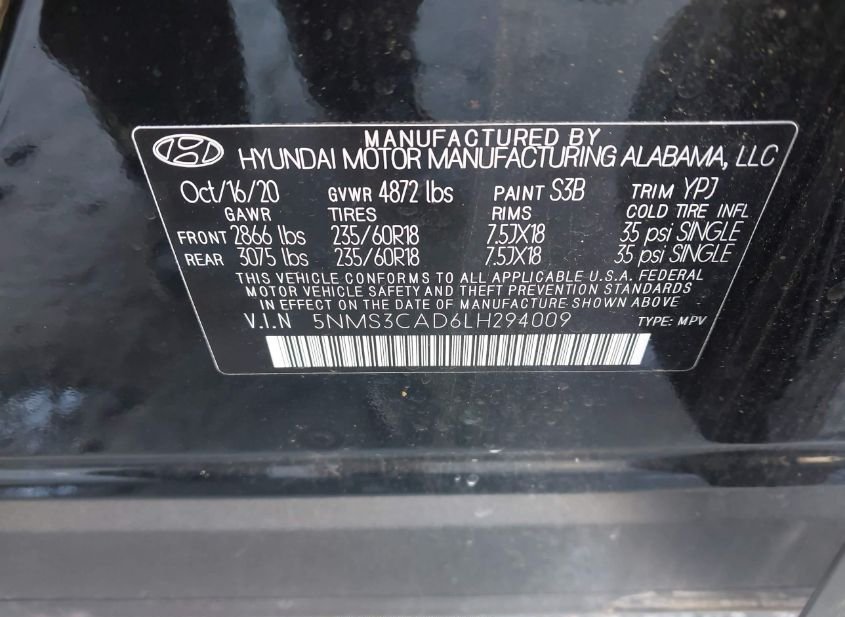 MANUFACTURED BY
HYUNDAI MOTOR MANUFACTURING ALABAMA, LLC
Oct/16/20 GVWR 4872 lbs PAINT S3B TRIM YPJ
GAWR TIRES RIMS COLD TIRE INFL
FRONT 2866 lbs 235/60R18 7.5JX18 35 psi SINGLE
REAR 3075 lbs 235/60R18 7.5JX18 35 psi SINGLE
THIS VEHICLE CONFORMS TO ALL APPLICABLE U.S.A. FEDERAL
MOTOR VEHICLE SAFETY AND THEFT PREVENTION STANDARDS
IN EFFECT ON THE DATE OF MANUFACTURE SHOWN ABOVE
V.I.N 5NMS3CAD6LH294009 TYPE: MPV